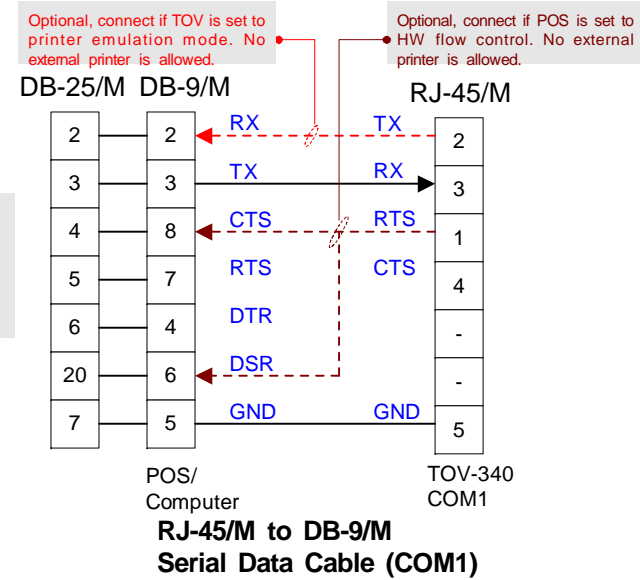 Optional, connect if TOV is set to
printer emulation mode. No
external printer is allowed.
Optional, connect if POS is set to
HW flow control. No external
printer is allowed.
DB-25/M DB-9/M
RJ-45/M
2 2 RX TX 2
3 3 TX RX 3
4 8 CTS RTS 1
5 7 RTS CTS 4
6 4 DTR -
20 6 DSR -
7 5 GND GND 5
POS/
Computer
TOV-340
COM1
RJ-45/M to DB-9/M
Serial Data Cable (COM1)